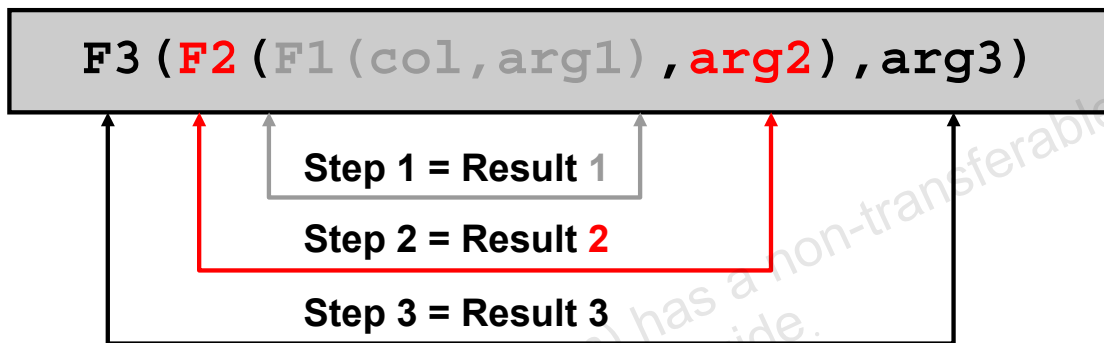 F3(F2(F1(col,arg1),arg2),arg3)
Step 1 = Result 1
Step 2 = Result 2
Step 3 = Result 3
has a non-transferable